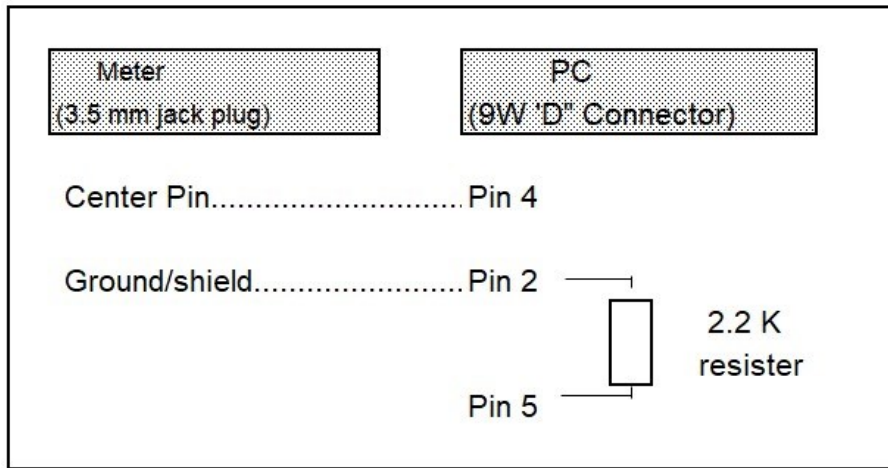 Meter
PC
(3.5 mm jack plug)
(9W 'D" Connector)
Center Pin............................ Pin 4
Ground/shield....................... Pin 2
2.2 K
resister
Pin 5